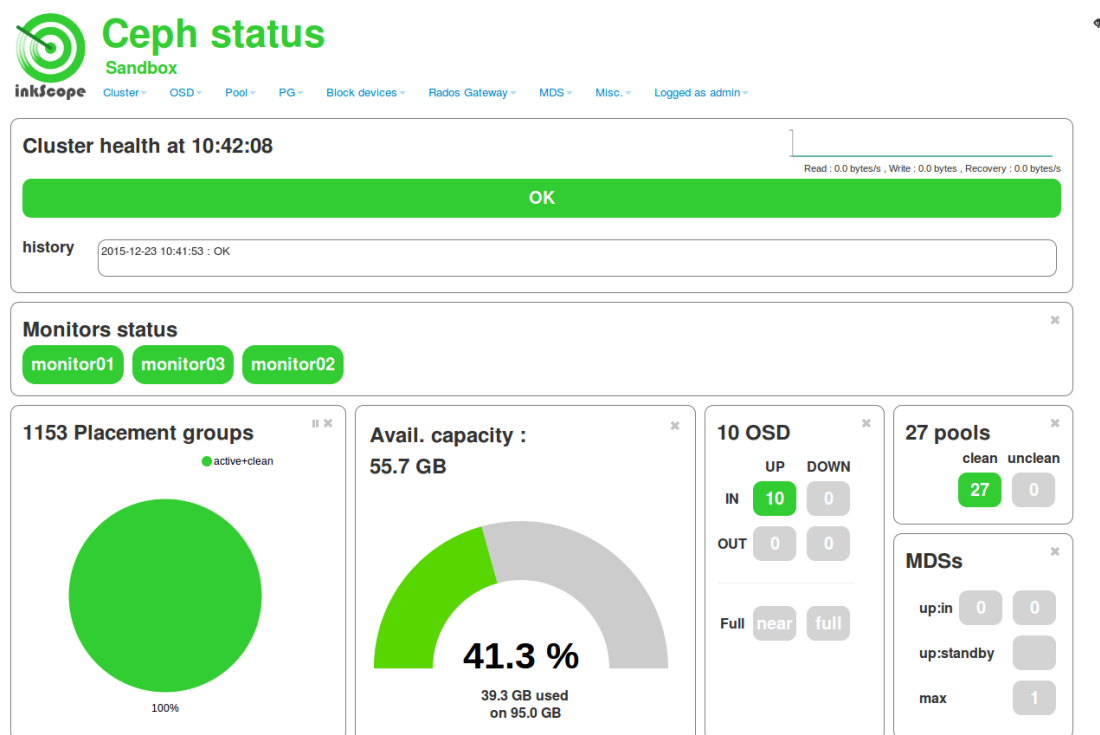 Ceph status
Sandbox
inkScope
Cluster OSD Pool PG Block devices Rados Gateway MDS Misc. Logged as admin
Cluster health at 10:42:08
Read : 0.0 bytes/s , Write : 0.0 bytes , Recovery : 0.0 bytes/s
OK
history
2015-12-23 10:41:53 : OK
Monitors status
monitor01 monitor03 monitor02
1153 Placement groups
active+clean
100%
Avail. capacity :
55.7 GB
41.3 %
39.3 GB used
on 95.0 GB
10 OSD
UP DOWN
IN 10 0
OUT 0 0
Full near full
27 pools
clean unclean
27 0
MDSs
up:in 0 0
up:standby
max 1